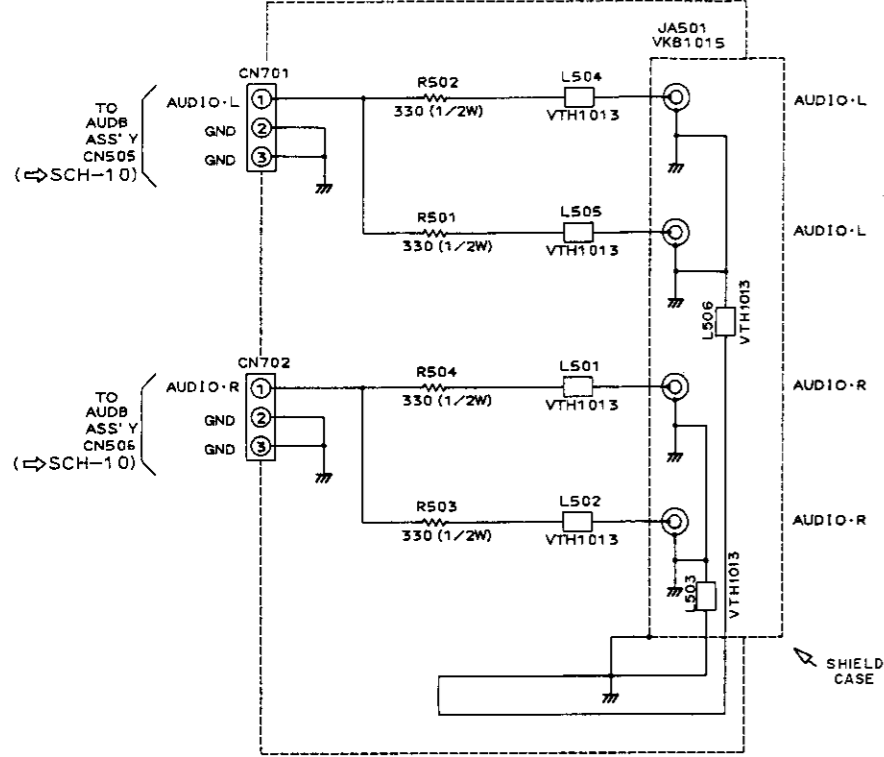 JA501
VKB1015
CN701
R502
L504
TO
AUDB
ASS'Y
CN505
(⇨SCH-10)
AUDIO·L
1
GND
2
GND
3
330 (1/2W)
VTH1013
AUDIO·L
R501
L505
330 (1/2W)
VTH1013
AUDIO·L
L506
VTH1013
CN702
R504
L501
TO
AUDB
ASS'Y
CN506
(⇨SCH-10)
AUDIO·R
1
GND
2
GND
3
330 (1/2W)
VTH1013
AUDIO·R
R503
L502
330 (1/2W)
VTH1013
AUDIO·R
L503
VTH1013
SHIELD
CASE